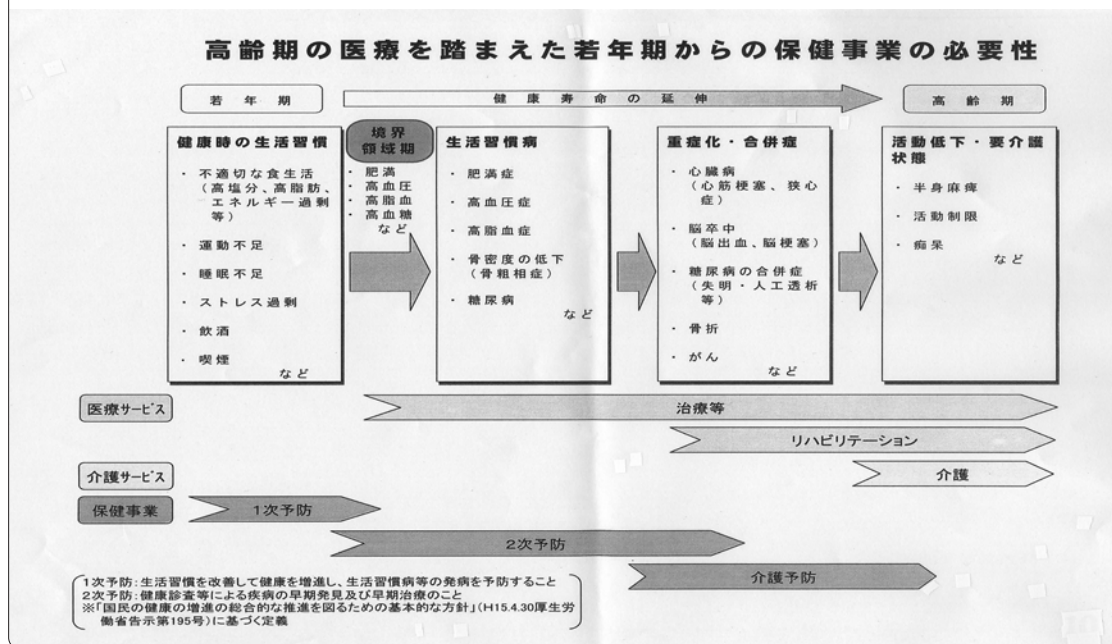 高齢期の医療を踏まえた若年期からの保健事業の必要性
若年期
健康寿命の延伸
高齢期
健康時の生活習慣
・ 不適切な食生活
(高塩分、高脂肪、
エネルギー過剰
等)
・ 運動不足
・ 睡眠不足
・ ストレス過剰
・ 飲酒
・ 喫煙
など
境界
領域期
・ 肥満
・ 高血圧
・ 高脂血
・ 高血糖
など
生活習慣病
・ 肥満症
・ 高血圧症
・ 高脂血症
・ 骨密度の低下
(骨粗相症)
・ 糖尿病
など
重症化・合併症
・ 心臓病
(心筋梗塞、狭心
症)
・ 脳卒中
(脳出血、脳梗塞)
・ 糖尿病の合併症
(失明・人工透析
等)
・ 骨折
・ がん
など
活動低下・要介護
状態
・ 半身麻痺
・ 活動制限
・ 痴呆
など
医療サービス
治療等
リハビリテーション
介護サービス
介護
保健事業
1次予防
2次予防
介護予防
1次予防:生活習慣を改善して健康を増進し、生活習慣病等の発病を予防すること
2次予防:健康診査等による疾病の早期発見及び早期治療のこと
※「国民の健康の増進の総合的な推進を図るための基本的な方針」(H15.4.30厚生労
働省告示第195号)に基づく定義